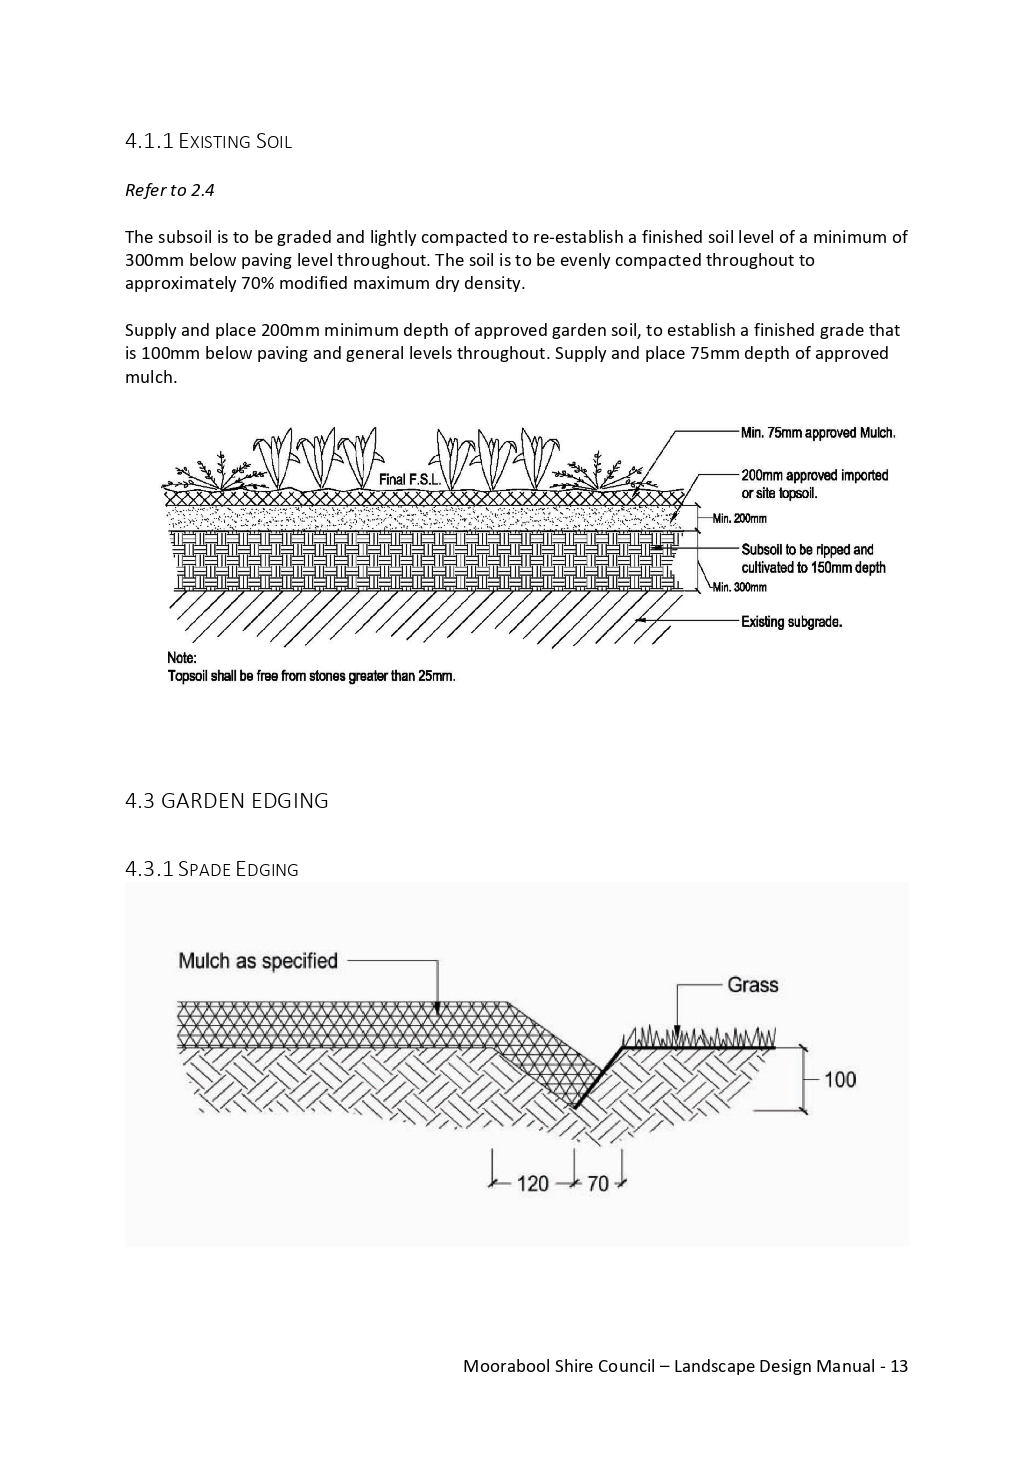 4.1.1 EXISTING SOIL
Refer to 2.4
The subsoil is to be graded and lightly compacted to re-establish a finished soil level of a minimum of
300mm below paving level throughout. The soil is to be evenly compacted throughout to
approximately 70% modified maximum dry density.
Supply and place 200mm minimum depth of approved garden soil, to establish a finished grade that
is 100mm below paving and general levels throughout. Supply and place 75mm depth of approved
mulch.
Min. 75mm approved Mulch.
Final F.S.L.
200mm approved imported
or site topsoil.
Min. 200mm
Subsoil to be ripped and
cultivated to 150mm depth
Min. 300mm
Existing subgrade.
Note:
Topsoil shall be free from stones greater than 25mm.
4.3 GARDEN EDGING
4.3.1 SPADE EDGING
Mulch as specified
Grass
100
120
70
Moorabool Shire Council – Landscape Design Manual - 13